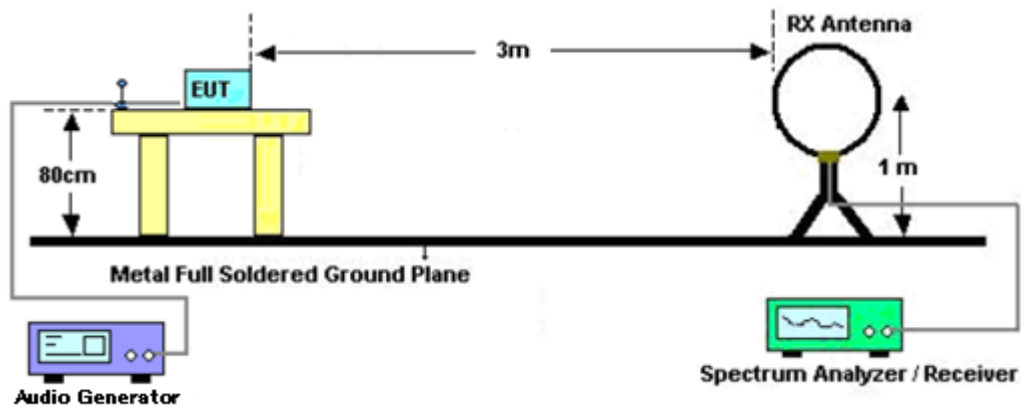 RX Antenna
3m
EUT
80cm
1 m
Metal Full Soldered Ground Plane
Audio Generator
Spectrum Analyzer / Receiver